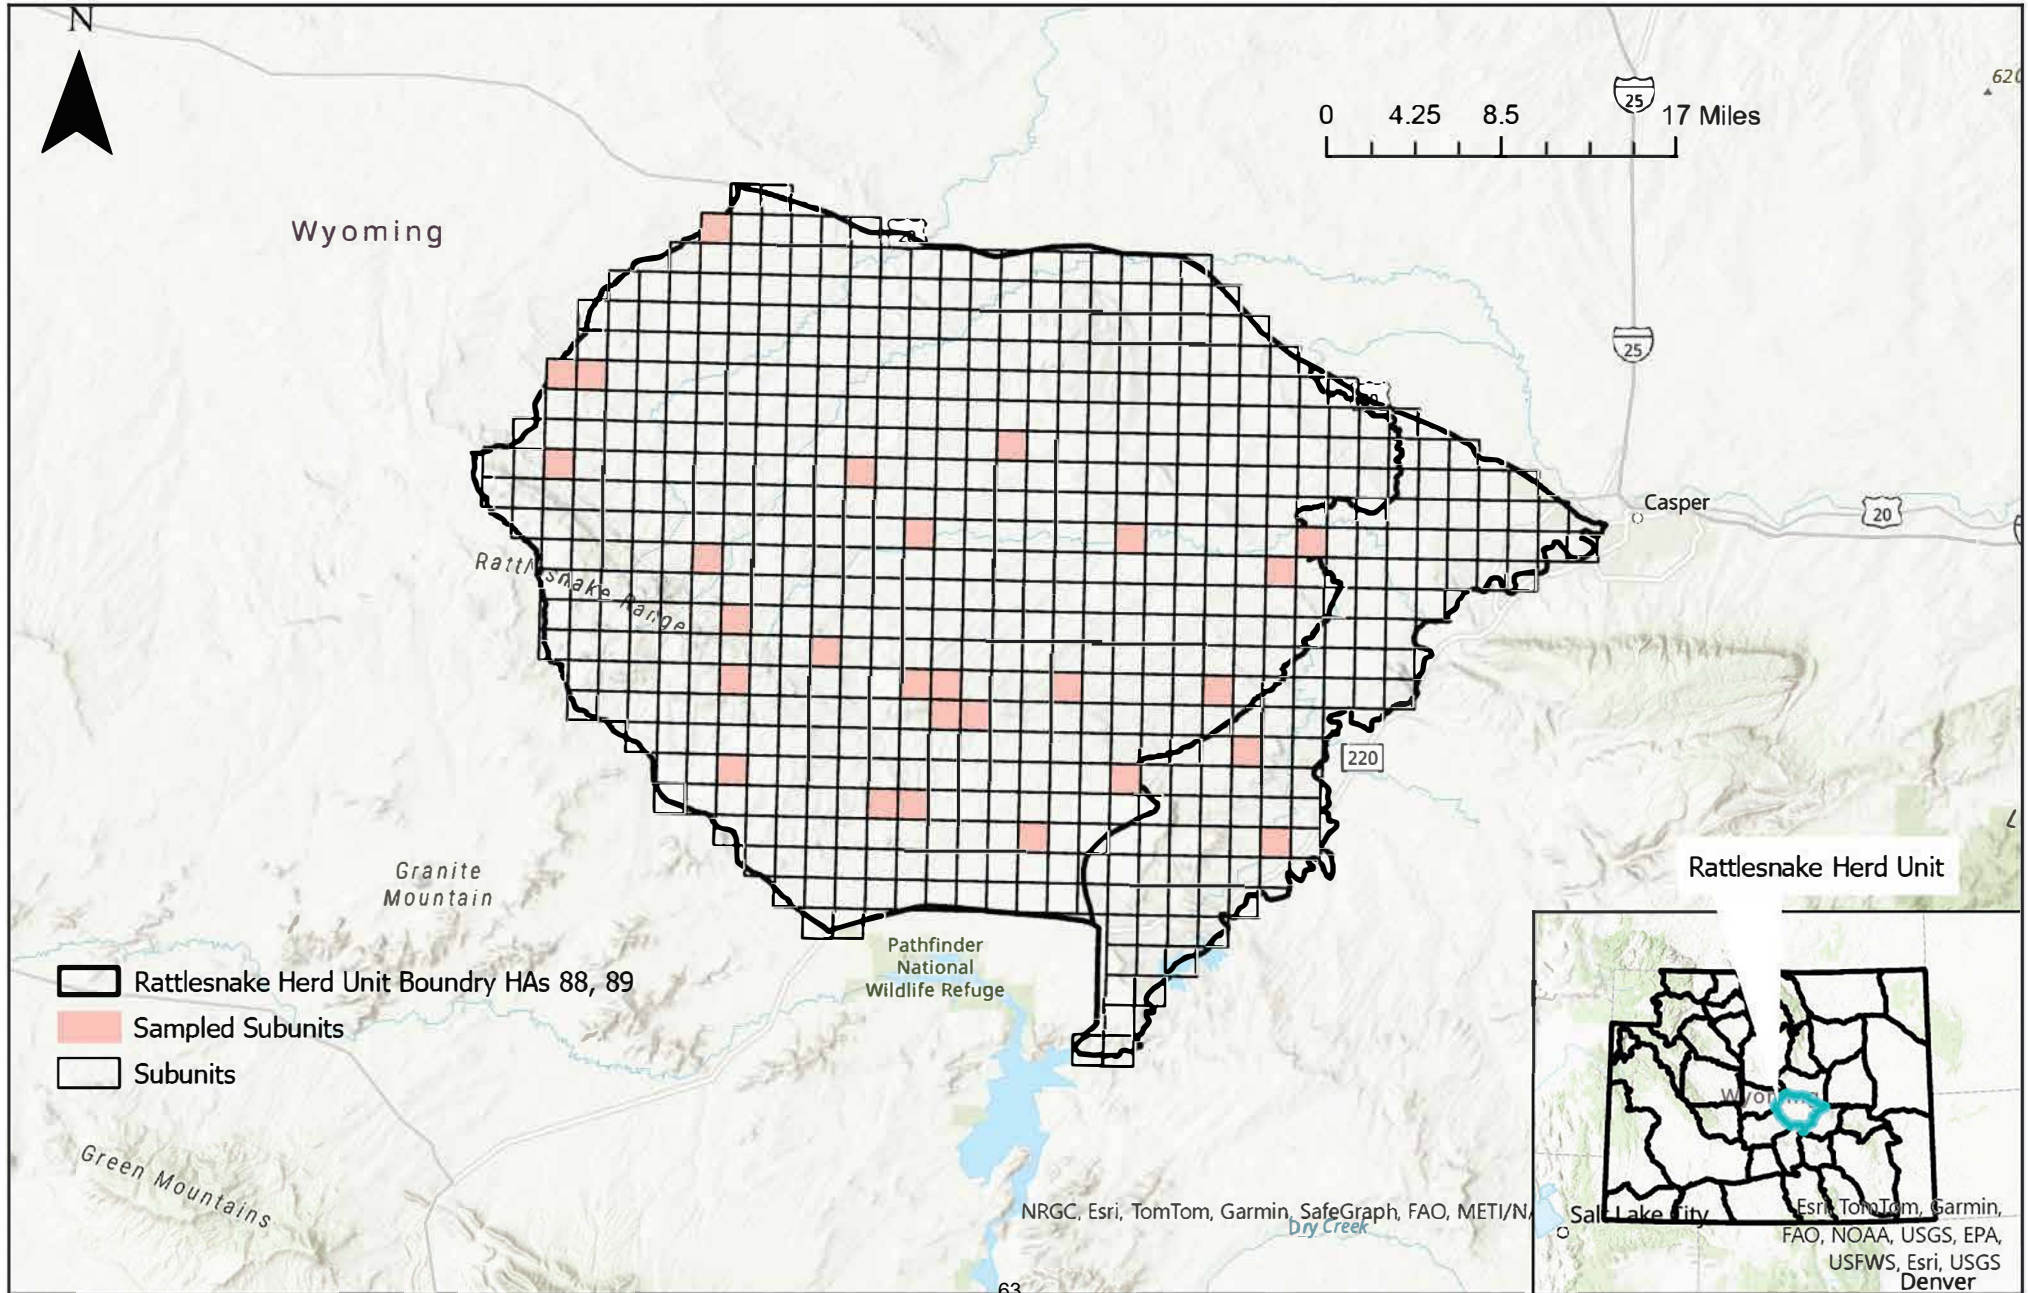 N
620
25
0 4.25 8.5 17 Miles
Wyoming
20
25
Casper
20
Rattlesnake Range
220
Rattlesnake Herd Unit
Granite
Mountain
Pathfinder
National
Wildlife Refuge
Rattlesnake Herd Unit Boundry HAs 88, 89
Sampled Subunits
Subunits
Wyoming
Green Mountains
NRGC, Esri, TomTom, Garmin, SafeGraph, FAO, METI/N
Dry Creek
Salt Lake City
Esri, TomTom, Garmin,
FAO, NOAA, USGS, EPA,
USFWS, Esri, USGS
Denver
63